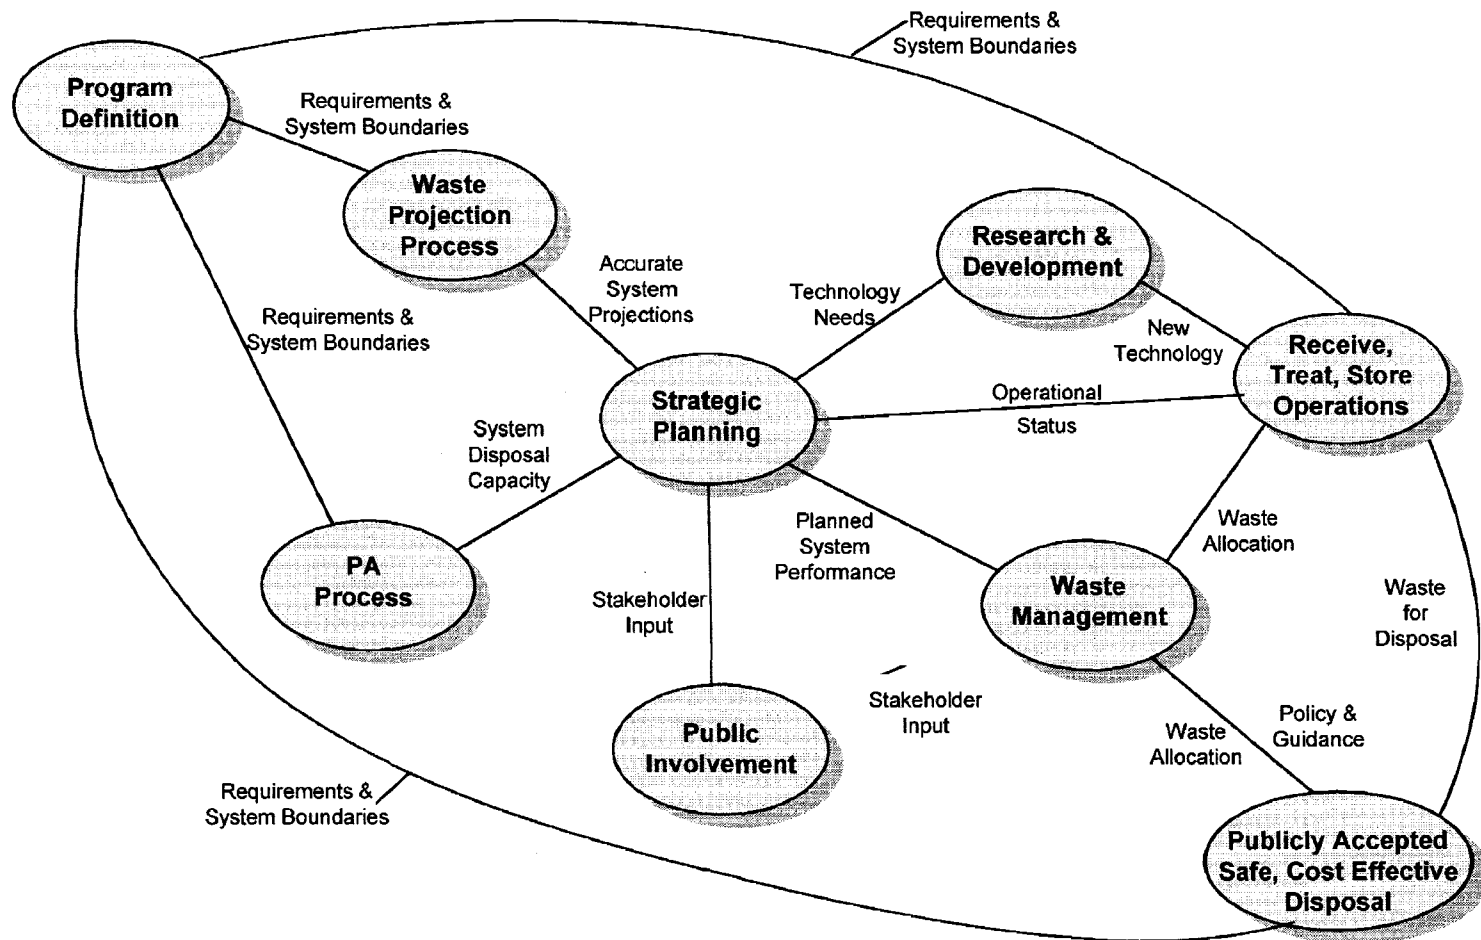 Requirements &
System Boundaries
Program
Definition
Requirements &
System Boundaries
Waste
Projection
Process
Research &
Development
Accurate
System
Projections
Technology
Needs
Requirements &
System Boundaries
New
Technology
Receive,
Treat, Store
Operations
Strategic
Planning
Operational
Status
System
Disposal
Capacity
Planned
System
Performance
Waste
Allocation
PA
Process
Waste
Management
Waste
for
Disposal
Stakeholder
Input
Stakeholder
Input
Policy &
Guidance
Waste
Allocation
Public
Involvement
Requirements &
System Boundaries
Publicly Accepted
Safe, Cost Effective
Disposal